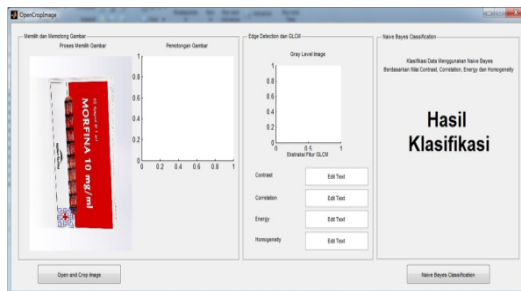 OpenCropImage
Memilih dan Memotong Gambar
Proses Memilih Gambar
Pemotongan Gambar
1
0.8
0.6
0.4
0.2
0
0 0.2 0.4 0.6 0.8 1
MORFINA 10 mg/ml
Edge Detection dan GLCM
Gray Level Image
1
0.8
0.6
0.4
0.2
0
0 0.5 1
Ekstraksi Fitur GLCM
Contrast
Edit Text
Correlation
Edit Text
Energy
Edit Text
Homogeneity
Edit Text
Naive Bayes Classification
Klasifikasi Data Menggunakan Naive Bayes
Berdasarkan Nilai Contrast, Correlation, Energy dan Homogeneity
Hasil
Klasifikasi
Open and Crop Image
Naive Bayes Classification